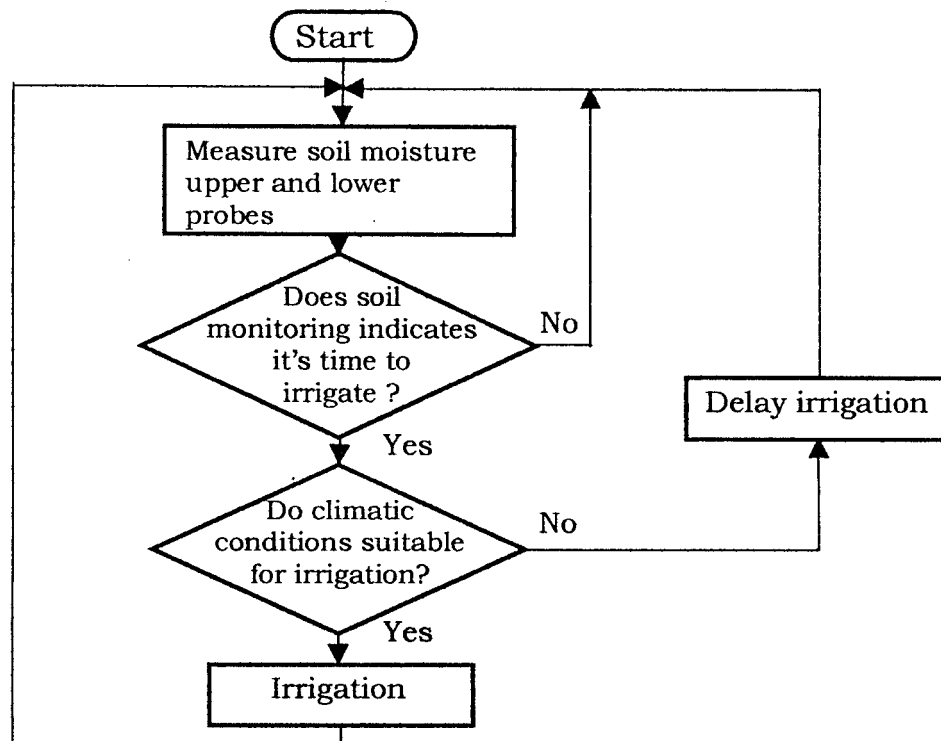 Start
Measure soil moisture
upper and lower
probes
Does soil
monitoring indicates
it's time to
irrigate ?
No
Delay irrigation
Yes
Do climatic
conditions suitable
for irrigation?
No
Yes
Irrigation